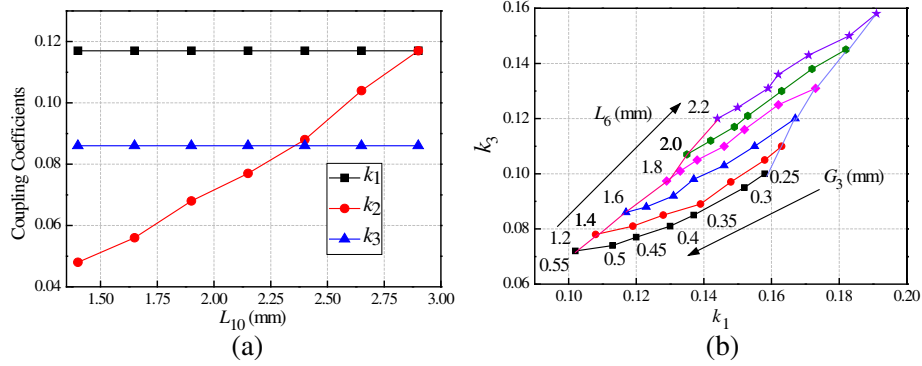 0.12
0.10
0.08
0.06
0.04
Coupling Coefficients
k1
k2
k3
1.50 1.75 2.00 2.25 2.50 2.75 3.00
L10 (mm)
(a)
0.16
0.14
0.12
0.10
0.08
0.06
k3
L6 (mm)
2.2
2.0
1.8
1.6
1.4
1.2
G3 (mm)
0.25
0.3
0.35
0.4
0.45
0.5
0.55
0.10 0.12 0.14 0.16 0.18 0.20
k1
(b)